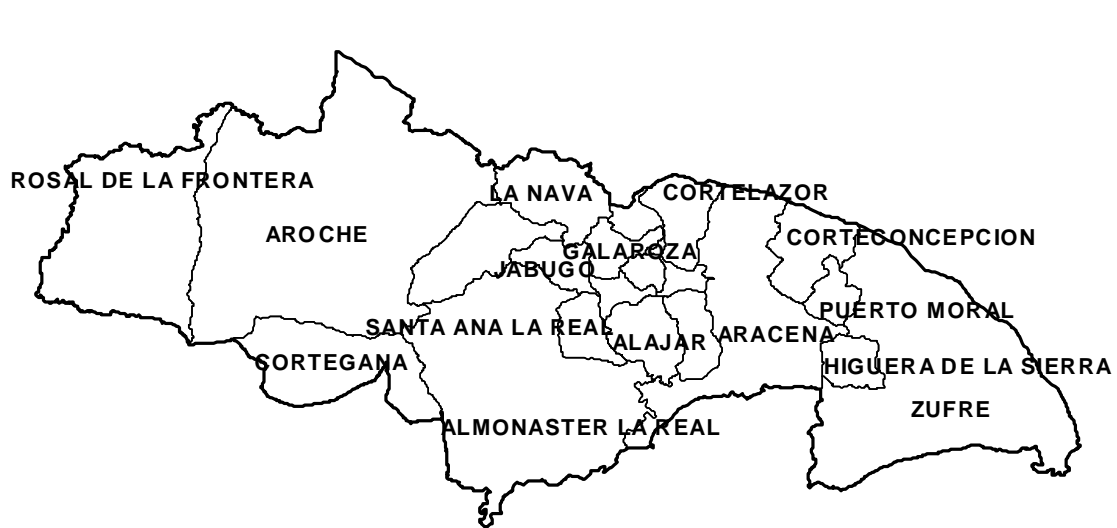 ROSAL DE LA FRONTERA
LA NAVA
CORTELAZOR
AROCHE
CORTECONCEPCION
GALAROZA
JABUGO
PUERTO MORAL
SANTA ANA LA REAL
ARACENA
ALAJAR
CORTEGANA
HIGUERA DE LA SIERRA
ZUFRE
ALMONASTER LA REAL